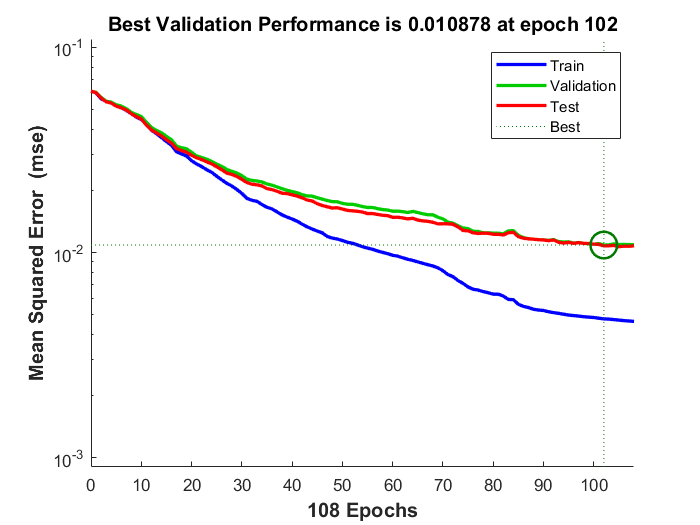 Best Validation Performance is 0.010878 at epoch 102
10^-1
10^-2
10^-3
Mean Squared Error (mse)
Train
Validation
Test
Best
0 10 20 30 40 50 60 70 80 90 100
108 Epochs